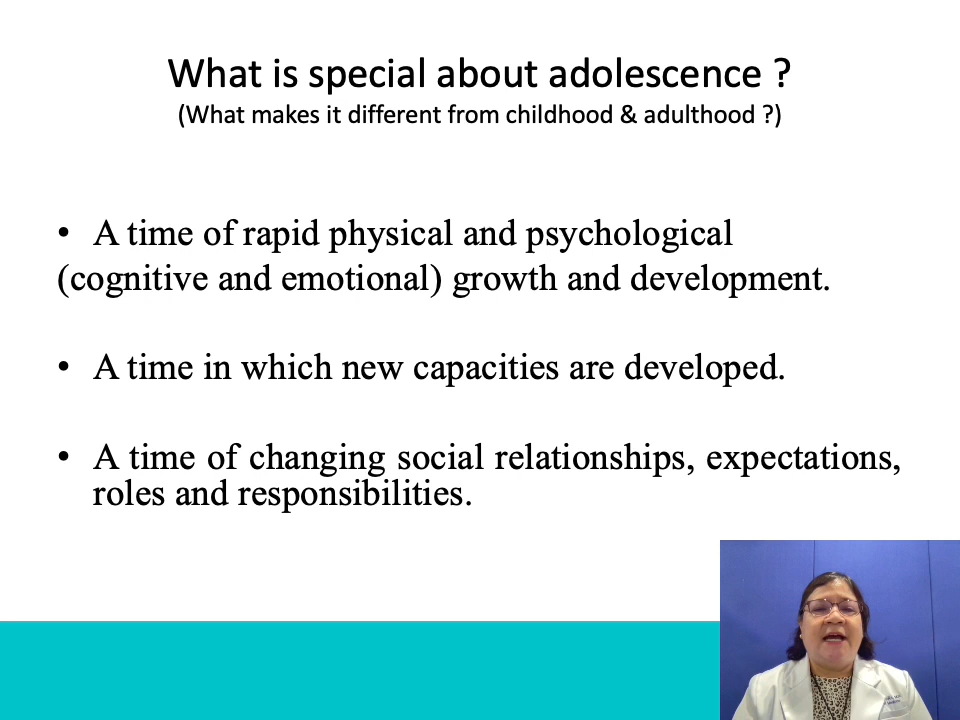 What is special about adolescence ?
(What makes it different from childhood & adulthood ?)
• A time of rapid physical and psychological
(cognitive and emotional) growth and development.
• A time in which new capacities are developed.
• A time of changing social relationships, expectations,
roles and responsibilities.